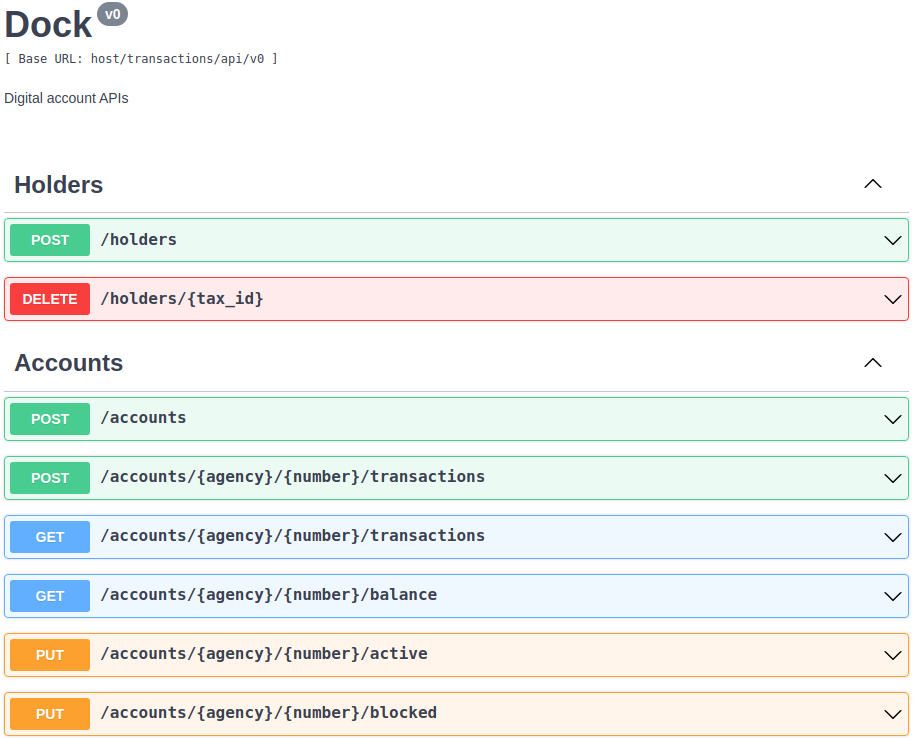 Dock v0
[ Base URL: host/transactions/api/v0 ]
Digital account APIs
Holders
POST /holders
DELETE /holders/{tax_id}
Accounts
POST /accounts
POST /accounts/{agency}/{number}/transactions
GET /accounts/{agency}/{number}/transactions
GET /accounts/{agency}/{number}/balance
PUT /accounts/{agency}/{number}/active
PUT /accounts/{agency}/{number}/blocked